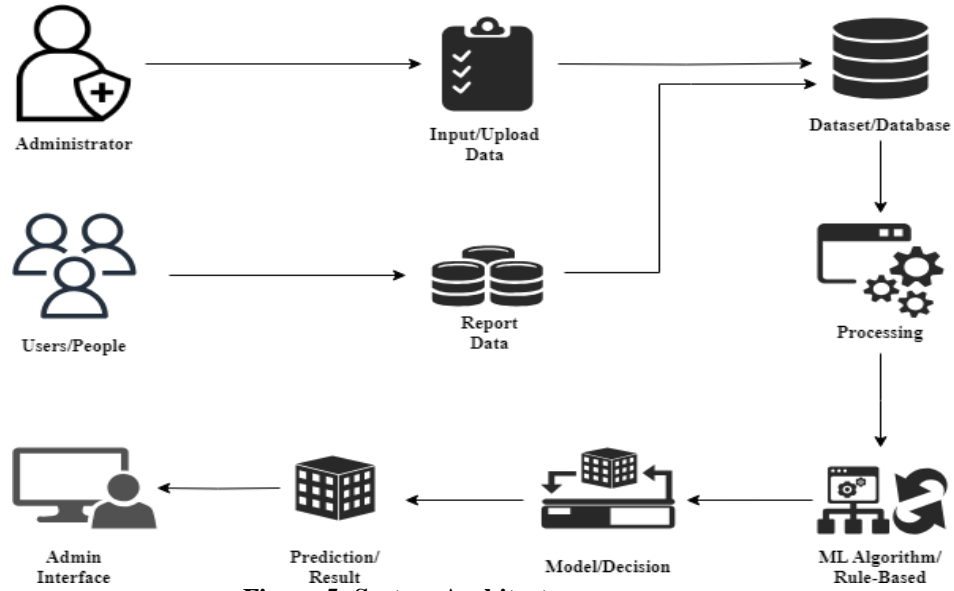 Administrator
Input/Upload
Data
Dataset/Database
Users/People
Report
Data
Processing
Admin
Interface
Prediction/
Result
Model/Decision
ML Algorithm/
Rule-Based